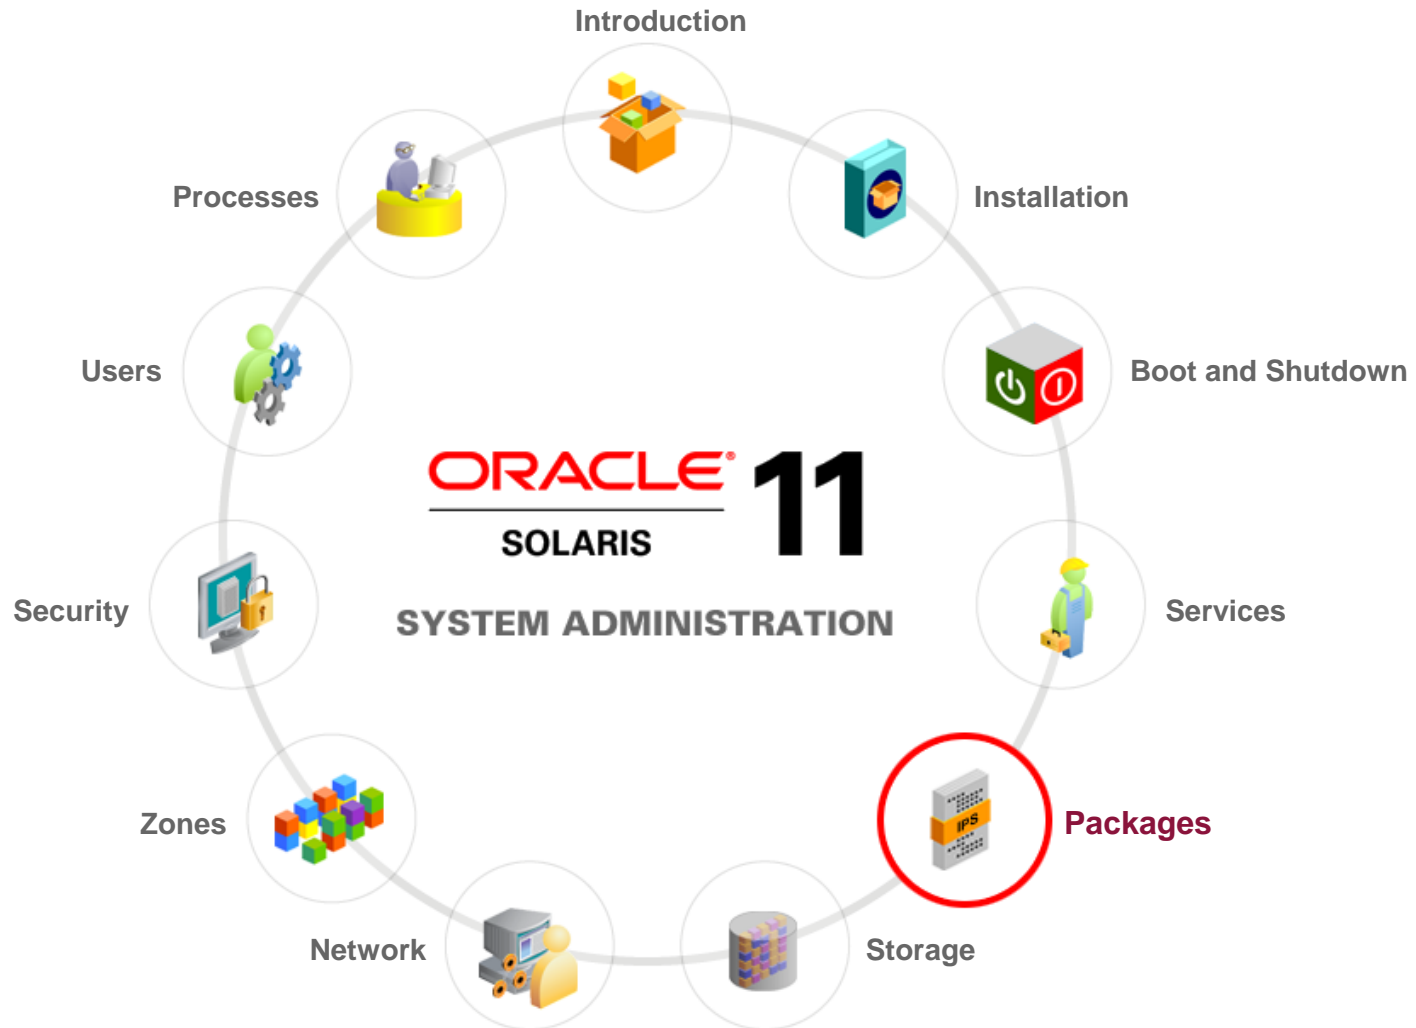 Introduction
Processes
Installation
Users
Boot and Shutdown
ORACLE® 11
SOLARIS
SYSTEM ADMINISTRATION
Security
Services
Zones
IPS
Packages
Network
Storage